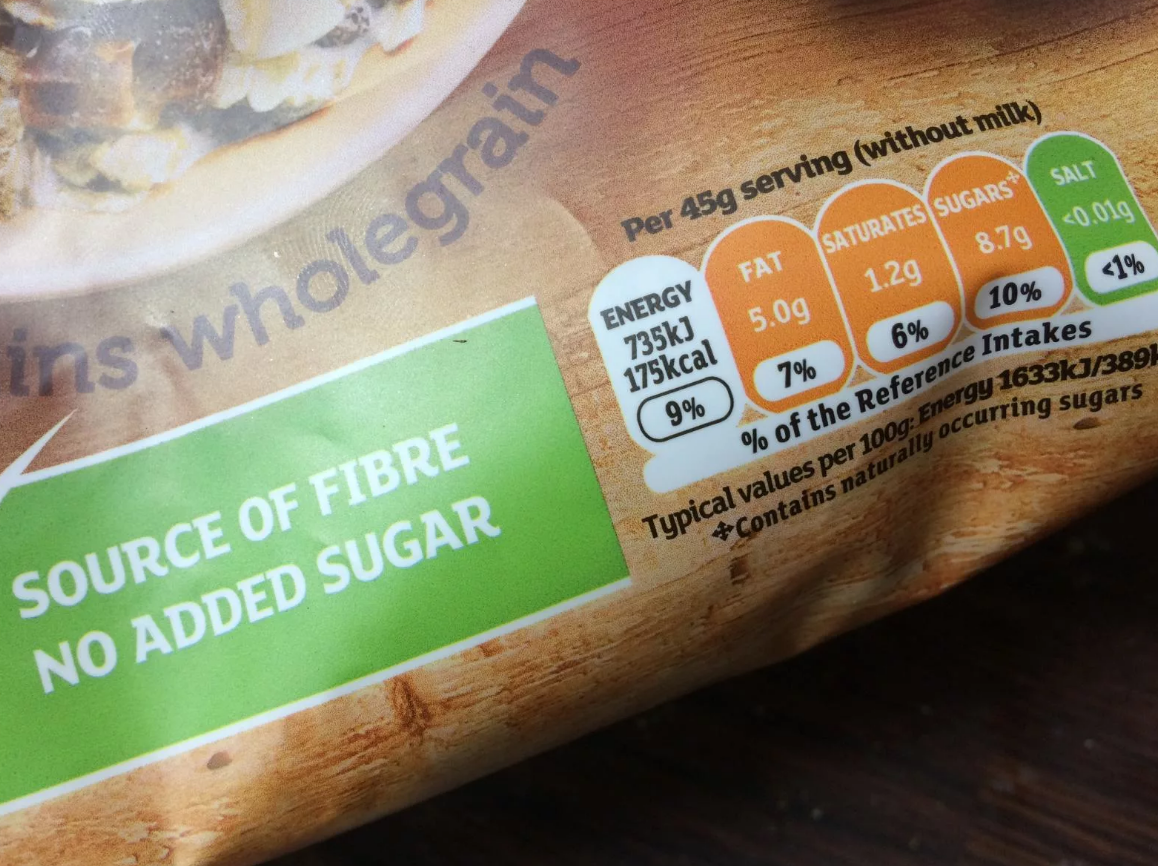 ins wholegrain
SOURCE OF FIBRE
NO ADDED SUGAR
Per 45g serving (without milk)
ENERGY
735kJ
175kcal
9%
FAT
5.0g
7%
SATURATES
1.2g
6%
SUGARS✣
8.7g
10%
SALT
<0.01g
<1%
% of the Reference Intakes
Typical values per 100g: Energy 1633kJ/389k
✣Contains naturally occurring sugars